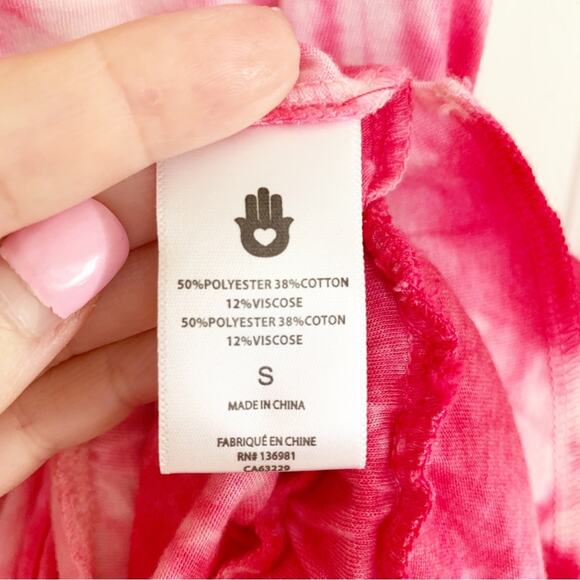 50%POLYESTER 38%COTTON
12%VISCOSE
50%POLYESTER 38%COTON
12%VISCOSE
S
MADE IN CHINA
FABRIQUÉ EN CHINE
RN# 136981
CA63229